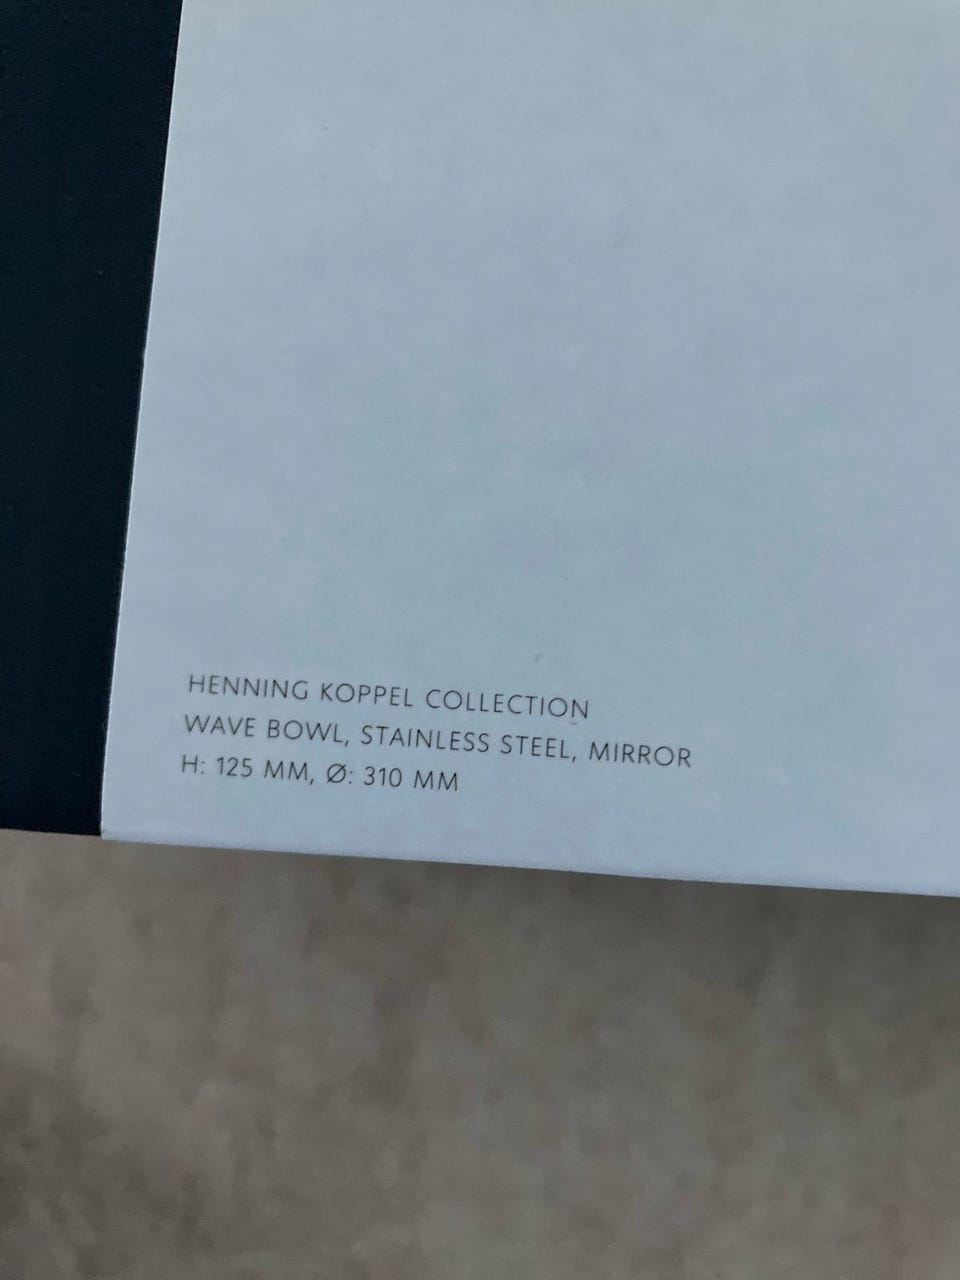 HENNING KOPPEL COLLECTION
WAVE BOWL, STAINLESS STEEL, MIRROR
H: 125 MM, Ø: 310 MM